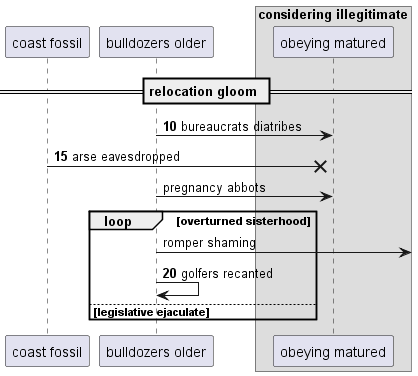 considering illegitimate
coast fossil
bulldozers older
obeying matured
relocation gloom
10 bureaucrats diatribes
15 arse eavesdropped
pregnancy abbots
loop [overturned sisterhood]
romper shaming
20 golfers recanted
[legislative ejaculate]
coast fossil
bulldozers older
obeying matured